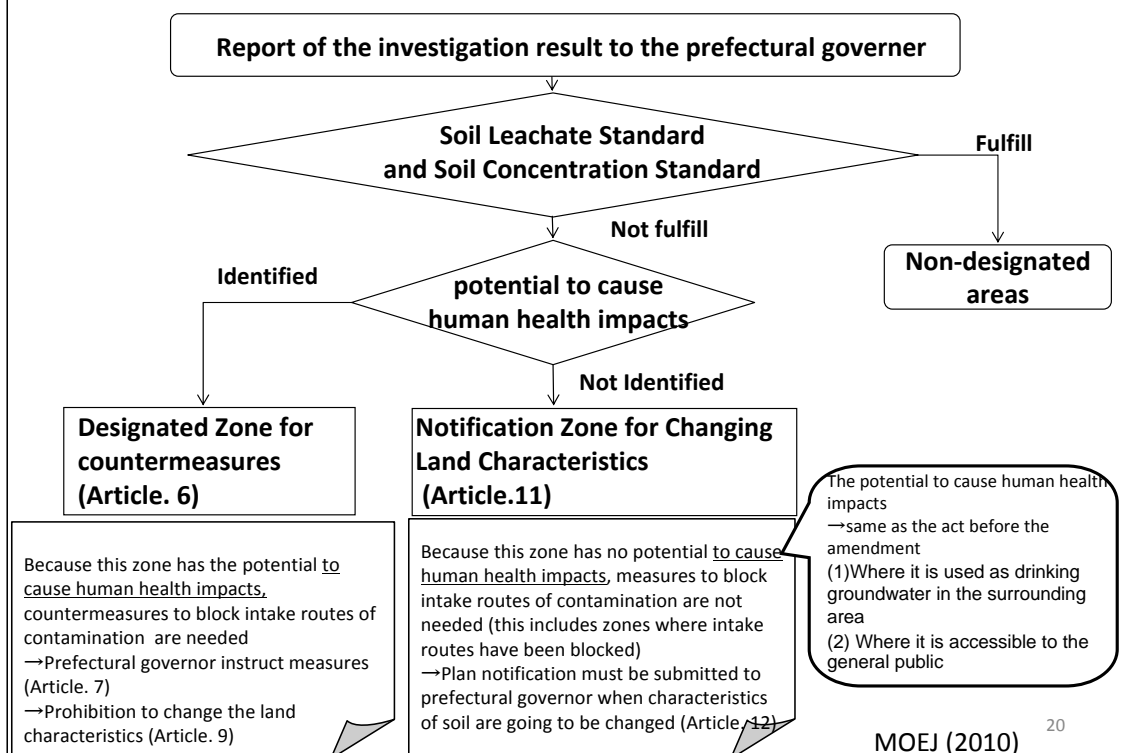 Report of the investigation result to the prefectural governer
Soil Leachate Standard
and Soil Concentration Standard
Fulfill
Not fulfill
Non-designated
areas
Identified
potential to cause
human health impacts
Not Identified
Designated Zone for
countermeasures
(Article. 6)
Notification Zone for Changing
Land Characteristics
(Article.11)
Because this zone has the potential to
cause human health impacts,
countermeasures to block intake routes of
contamination are needed
→Prefectural governor instruct measures
(Article. 7)
→Prohibition to change the land
characteristics (Article. 9)
Because this zone has no potential to cause
human health impacts, measures to block
intake routes of contamination are not
needed (this includes zones where intake
routes have been blocked)
→Plan notification must be submitted to
prefectural governor when characteristics
of soil are going to be changed (Article. 12)
The potential to cause human health
impacts
→same as the act before the
amendment
(1)Where it is used as drinking
groundwater in the surrounding
area
(2) Where it is accessible to the
general public
MOEJ (2010)
20